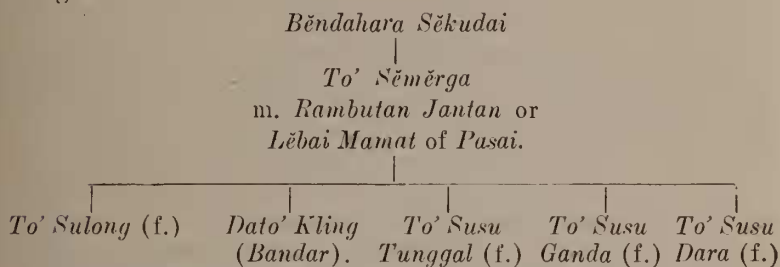 Bĕndahara Sĕkudai
To' Sĕmĕrga
m. Rambutan Jantan or
Lĕbai Mamat of Pasai.
To' Sulong (f.) Dato' Kling To' Susu To' Susu To' Susu
(Bandar). Tunggal (f.) Ganda (f.) Dara (f.)